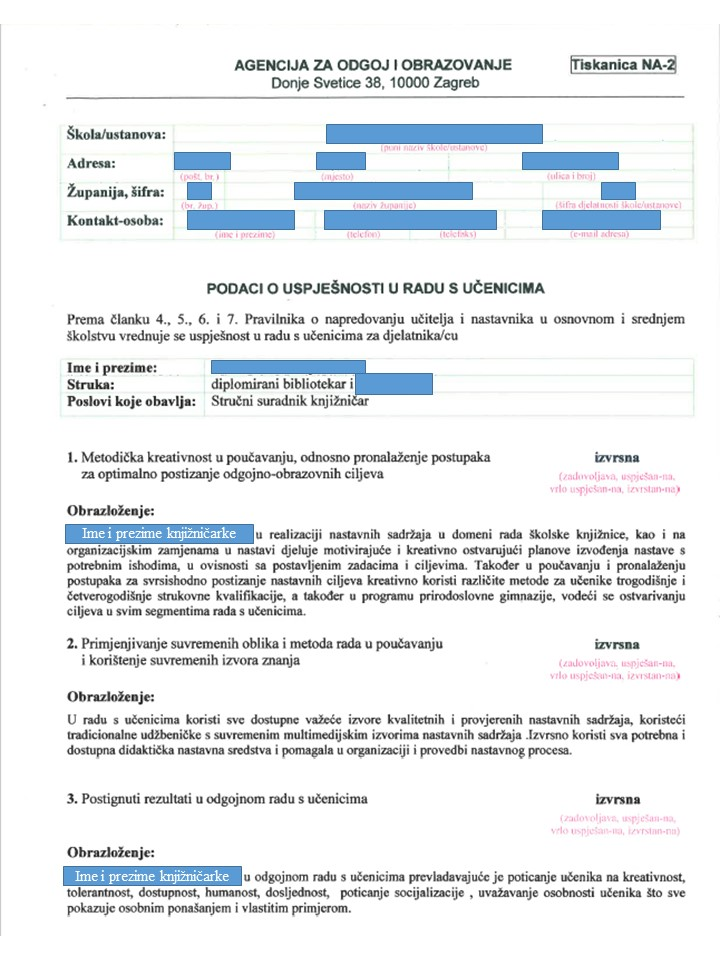 AGENCIJA ZA ODGOJ I OBRAZOVANJE
Tiskanica NA-2
Donje Svetice 38, 10000 Zagreb
Škola/ustanova:
(puni naziv škole/ustanove)
Adresa:
(pošt. br.) (mjesto) (ulica i broj)
Županija, šifra:
(br. žup.) (naziv županije) (šifra djelatnosti škole/ustanove)
Kontakt-osoba:
(ime i prezime) (telefon) (telefaks) (e-mail adresa)
PODACI O USPJEŠNOSTI U RADU S UČENICIMA
Prema članku 4., 5., 6. i 7. Pravilnika o napredovanju učitelja i nastavnika u osnovnom i srednjem
školstvu vrednuje se uspješnost u radu s učenicima za djelatnika/cu
Ime i prezime:
Struka: diplomirani bibliotekar i
Poslovi koje obavlja: Stručni suradnik knjižničar
1. Metodička kreativnost u poučavanju, odnosno pronalaženje postupaka izvrsna
za optimalno postizanje odgojno-obrazovnih ciljeva (zadovoljava, uspješan-na,
vrlo uspješan-na, izvrstan-na)
Obrazloženje:
Ime i prezime knjižničarke u realizaciji nastavnih sadržaja u domeni rada školske knjižnice, kao i na
organizacijskim zamjenama u nastavi djeluje motivirajuće i kreativno ostvarujući planove izvođenja nastave s
potrebnim ishodima, u ovisnosti sa postavljenim zadacima i ciljevima. Također u poučavanju i pronalaženju
postupaka za svrsishodno postizanje nastavnih ciljeva kreativno koristi različite metode za učenike trogodišnje i
četverogodišnje strukovne kvalifikacije, a također u programu prirodoslovne gimnazije, vodeći se ostvarivanju
ciljeva u svim segmentima rada s učenicima.
2. Primjenjivanje suvremenih oblika i metoda rada u poučavanju izvrsna
i korištenje suvremenih izvora znanja (zadovoljava, uspješan-na,
vrlo uspješan-na, izvrstan-na)
Obrazloženje:
U radu s učenicima koristi sve dostupne važeće izvore kvalitetnih i provjerenih nastavnih sadržaja, koristeći
tradicionalne udžbeničke s suvremenim multimedijskim izvorima nastavnih sadržaja .Izvrsno koristi sva potrebna i
dostupna didaktička nastavna sredstva i pomagala u organizaciji i provedbi nastavnog procesa.
3. Postignuti rezultati u odgojnom radu s učenicima izvrsna
(zadovoljava, uspješan-na,
vrlo uspješan-na, izvrstan-na)
Obrazloženje:
Ime i prezime knjižničarke u odgojnom radu s učenicima prevladavajuće je poticanje učenika na kreativnost,
tolerantnost, dostupnost, humanost, dosljednost, poticanje socijalizacije , uvažavanje osobnosti učenika što sve
pokazuje osobnim ponašanjem i vlastitim primjerom.